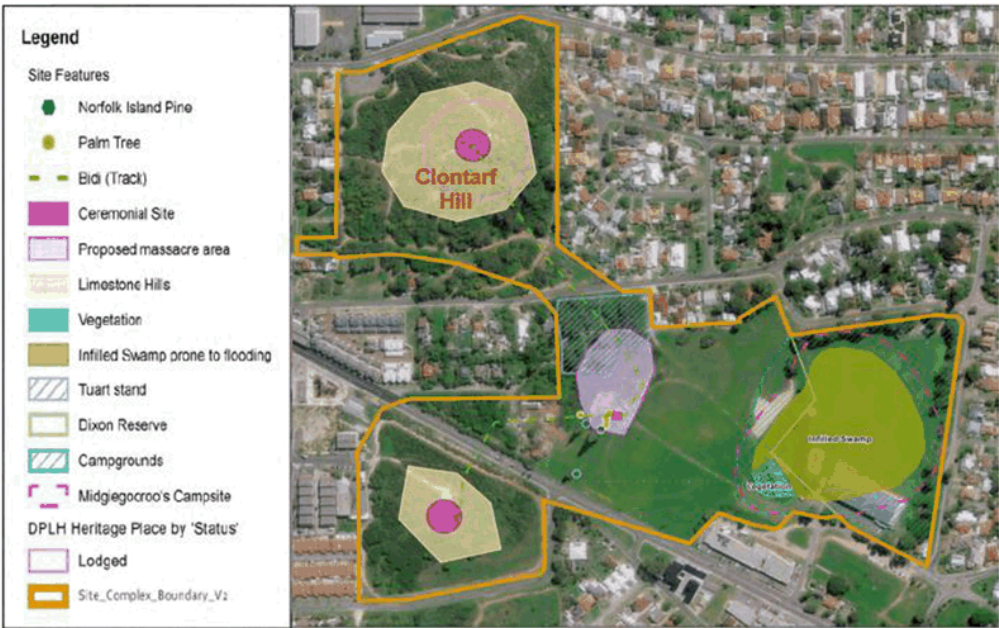 Legend
Site Features
Norfolk Island Pine
Palm Tree
Bidi (Track)
Ceremonial Site
Proposed massacre area
Limestone Hills
Vegetation
Infilled Swamp prone to flooding
Tuart stand
Dixon Reserve
Campgrounds
Midgiegooroo's Campsite
DPLH Heritage Place by 'Status'
Lodged
Site_Complex_Boundary_V2
Clontarf
Hill
Infilled Swamp
Vegetation